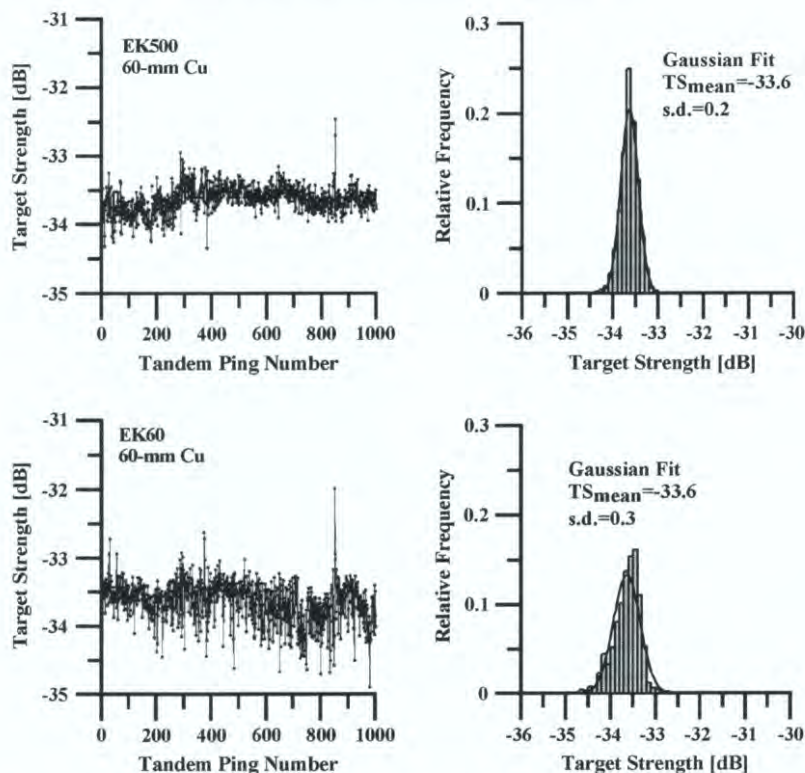 -31
-32
-33
-34
-35
Target Strength [dB]
EK500
60-mm Cu
0 200 400 600 800 1000
Tandem Ping Number
0.3
0.2
0.1
0
Relative Frequency
Gaussian Fit
TSmean=-33.6
s.d.=0.2
-36 -35 -34 -33 -32 -31 -30
Target Strength [dB]
-31
-32
-33
-34
-35
Target Strength [dB]
EK60
60-mm Cu
0 200 400 600 800 1000
Tandem Ping Number
0.3
0.2
0.1
0
Relative Frequency
Gaussian Fit
TSmean=-33.6
s.d.=0.3
-36 -35 -34 -33 -32 -31 -30
Target Strength [dB]